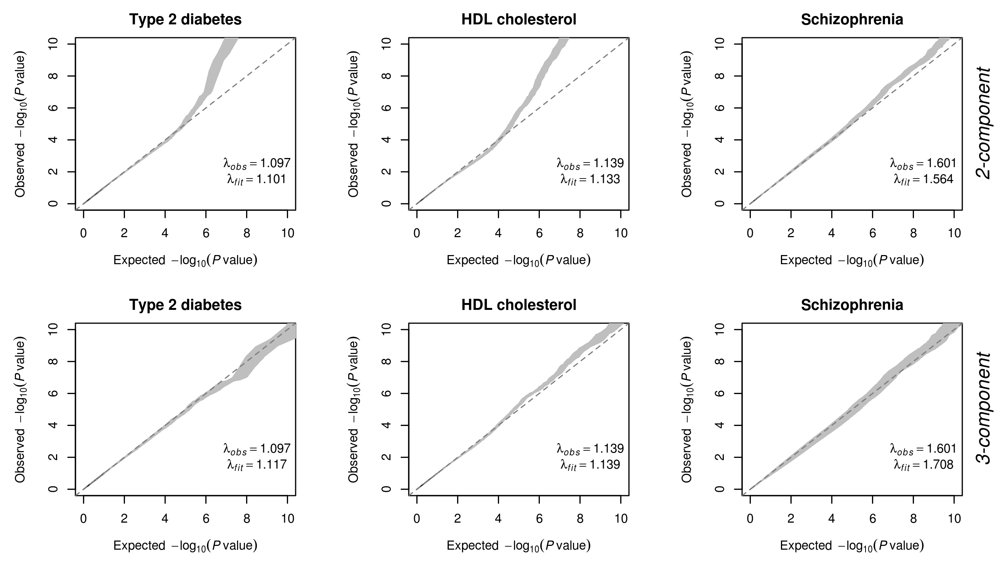 Type 2 diabetes
Observed −log10(P value)
10
8
6
4
2
0
λobs = 1.097
λfit = 1.101
0 2 4 6 8 10
Expected −log10(P value)
HDL cholesterol
Observed −log10(P value)
10
8
6
4
2
0
λobs = 1.139
λfit = 1.133
0 2 4 6 8 10
Expected −log10(P value)
Schizophrenia
Observed −log10(P value)
10
8
6
4
2
0
λobs = 1.601
λfit = 1.564
0 2 4 6 8 10
Expected −log10(P value)
2-component
Type 2 diabetes
Observed −log10(P value)
10
8
6
4
2
0
λobs = 1.097
λfit = 1.117
0 2 4 6 8 10
Expected −log10(P value)
HDL cholesterol
Observed −log10(P value)
10
8
6
4
2
0
λobs = 1.139
λfit = 1.139
0 2 4 6 8 10
Expected −log10(P value)
Schizophrenia
Observed −log10(P value)
10
8
6
4
2
0
λobs = 1.601
λfit = 1.708
0 2 4 6 8 10
Expected −log10(P value)
3-component